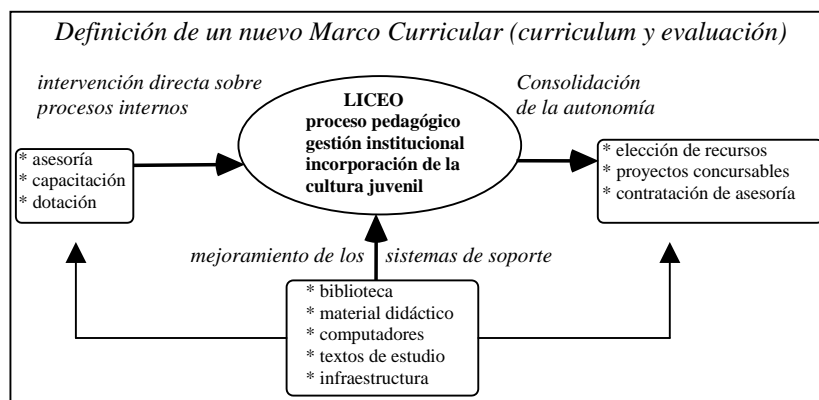 Definición de un nuevo Marco Curricular (curriculum y evaluación)
intervención directa sobre
procesos internos
* asesoría
* capacitación
* dotación
LICEO
proceso pedagógico
gestión institucional
incorporación de la
cultura juvenil
Consolidación
de la autonomía
* elección de recursos
* proyectos concursables
* contratación de asesoría
mejoramiento de los sistemas de soporte
* biblioteca
* material didáctico
* computadores
* textos de estudio
* infraestructura